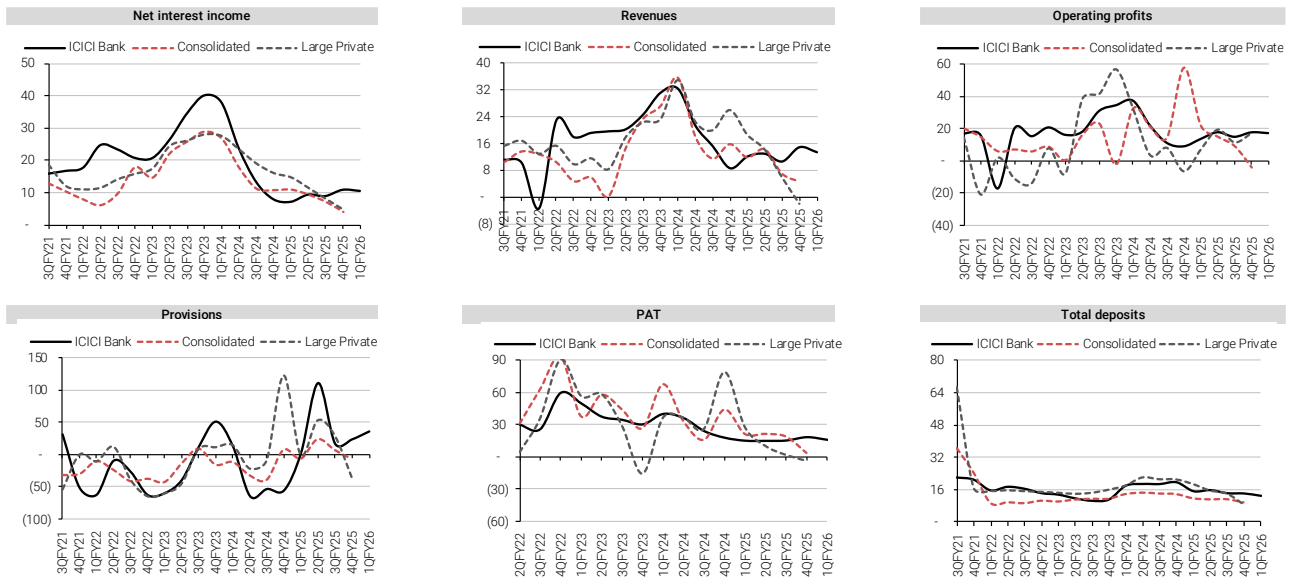 Net interest income
ICICI Bank Consolidated Large Private
50
40
30
20
10
-
3QFY21 4QFY21 1QFY22 2QFY22 3QFY22 4QFY22 1QFY23 2QFY23 3QFY23 4QFY23 1QFY24 2QFY24 3QFY24 4QFY24 1QFY25 2QFY25 3QFY25 4QFY25 1QFY26
Revenues
ICICI Bank Consolidated Large Private
40
32
24
16
8
-
(8)
3QFY21 4QFY21 1QFY22 2QFY22 3QFY22 4QFY22 1QFY23 2QFY23 3QFY23 4QFY23 1QFY24 2QFY24 3QFY24 4QFY24 1QFY25 2QFY25 3QFY25 4QFY25 1QFY26
Operating profits
ICICI Bank Consolidated Large Private
60
40
20
-
(20)
(40)
3QFY21 4QFY21 1QFY22 2QFY22 3QFY22 4QFY22 1QFY23 2QFY23 3QFY23 4QFY23 1QFY24 2QFY24 3QFY24 4QFY24 1QFY25 2QFY25 3QFY25 4QFY25 1QFY26
Provisions
ICICI Bank Consolidated Large Private
150
100
50
-
(50)
(100)
3QFY21 4QFY21 1QFY22 2QFY22 3QFY22 4QFY22 1QFY23 2QFY23 3QFY23 4QFY23 1QFY24 2QFY24 3QFY24 4QFY24 1QFY25 2QFY25 3QFY25 4QFY25 1QFY26
PAT
ICICI Bank Consolidated Large Private
90
60
30
-
(30)
(60)
2QFY22 3QFY22 4QFY22 1QFY23 2QFY23 3QFY23 4QFY23 1QFY24 2QFY24 3QFY24 4QFY24 1QFY25 2QFY25 3QFY25 4QFY25 1QFY26
Total deposits
ICICI Bank Consolidated Large Private
80
64
48
32
16
-
3QFY21 4QFY21 1QFY22 2QFY22 3QFY22 4QFY22 1QFY23 2QFY23 3QFY23 4QFY23 1QFY24 2QFY24 3QFY24 4QFY24 1QFY25 2QFY25 3QFY25 4QFY25 1QFY26